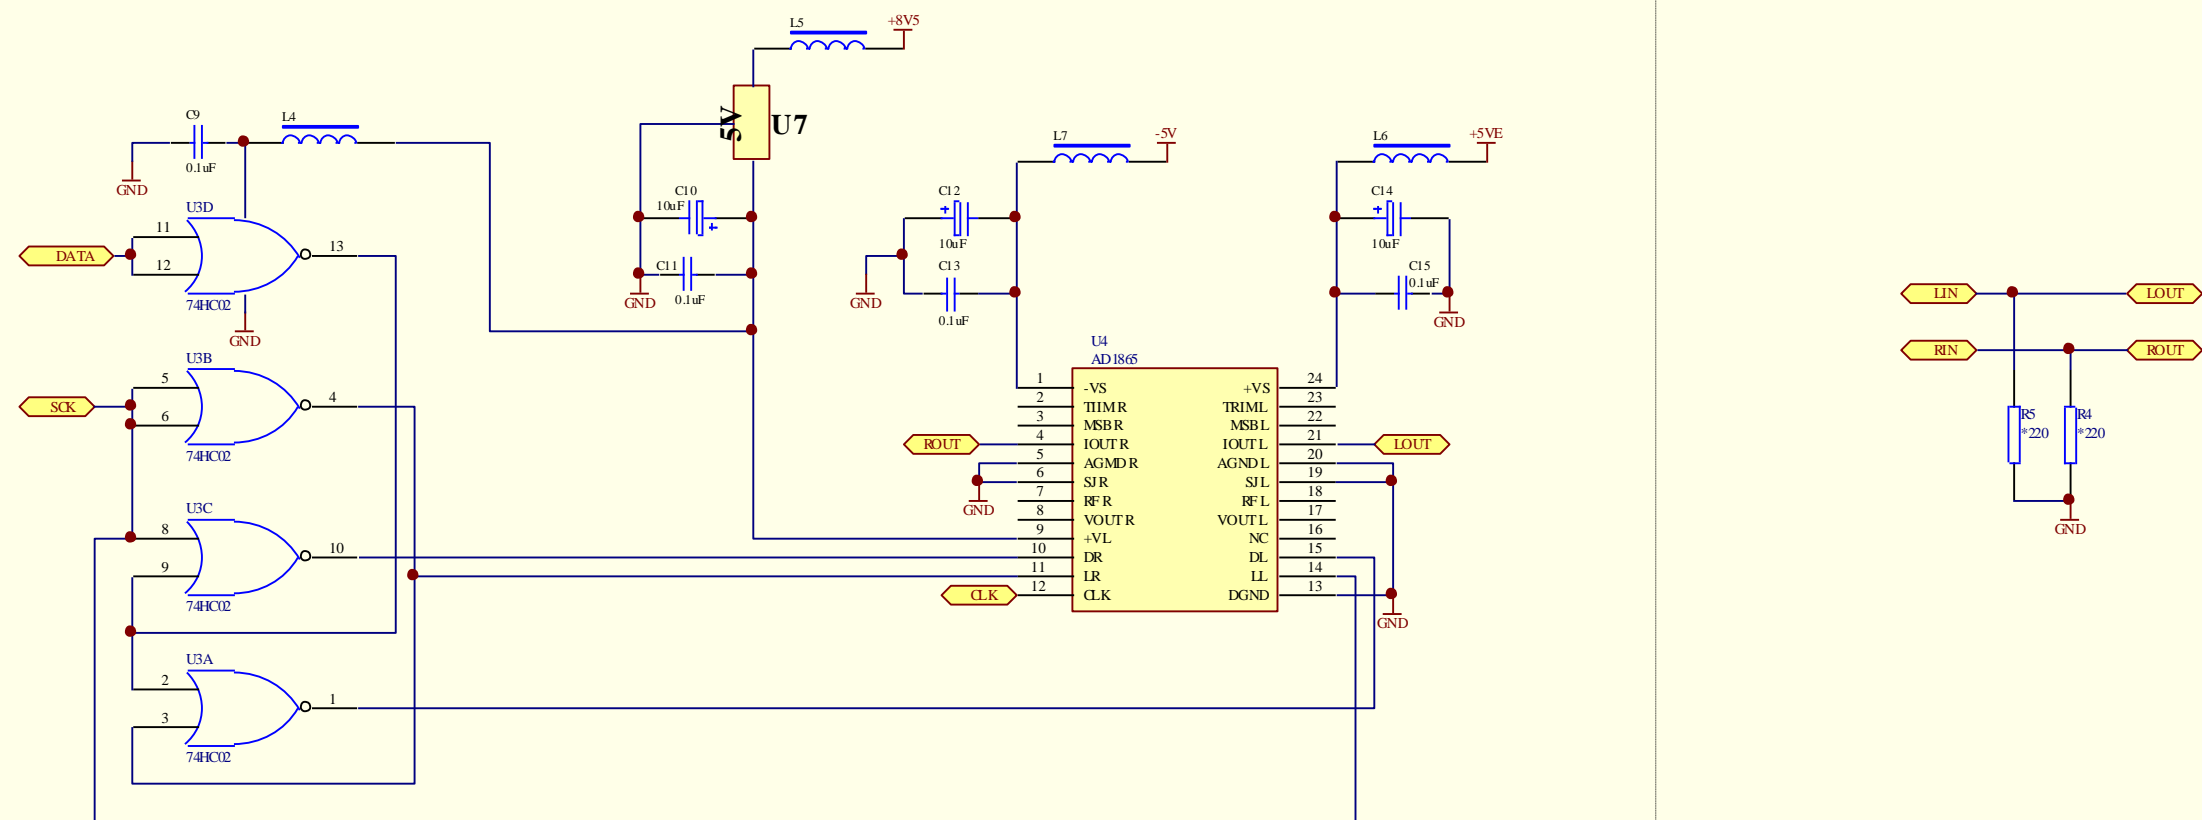 L5
+8V5
5V
U7
C9
0.1uF
GND
L4
U3D
11
12
13
DATA
74HC02
GND
C10
10uF
C11
0.1uF
GND
L7
-5V
C12
10uF
C13
0.1uF
GND
L6
+5VE
C14
10uF
C15
0.1uF
GND
U3B
5
6
4
SCK
74HC02
U3C
8
9
10
74HC02
U3A
2
3
1
74HC02
U4
AD1865
1 -VS +VS 24
2 TIIMR TRIML 23
3 MSBR MSBL 22
ROUT 4 IOUTR IOUTL 21 LOUT
5 AGMDR AGNDL 20
6 SJR SJL 19
GND
7 RFR RFL 18
8 VOUTR VOUTL 17
9 +VL NC 16
10 DR DL 15
11 LR LL 14
CLK 12 CLK DGND 13
GND
LIN LOUT
RIN ROUT
R5
*220
R4
*220
GND